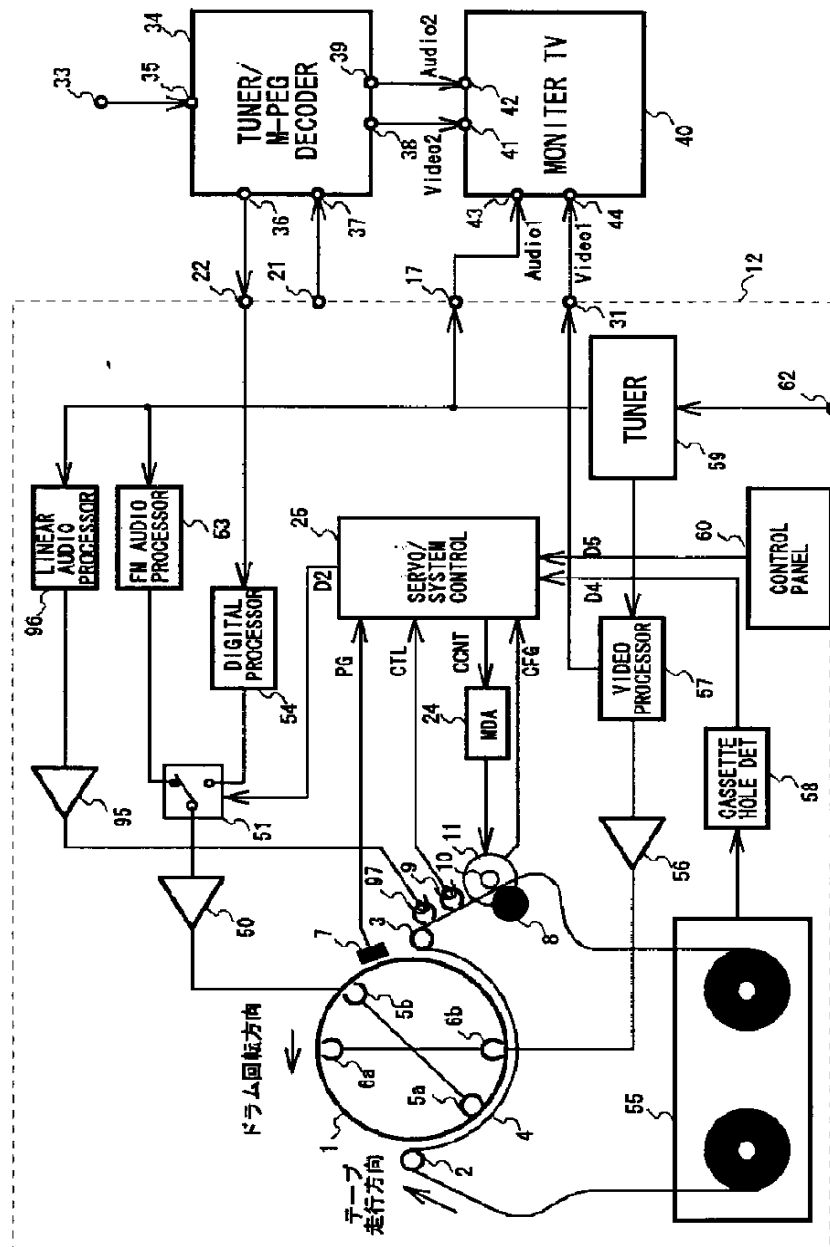 LINEAR
AUDIO
PROCESSOR
96
95
FM AUDIO
PROCESSOR
53
DIGITAL
PROCESSOR
54
51
50
ドラム回転方向
テープ
走行方向
1
2
3
4
5a
5b
6a
6b
7
8
9
10
11
97
PG
CTL
CCNT
CFG
D2
D4
D5
24
MDA
25
SERVO/
SYSTEM
CONTROL
55
56
VIDEO
PROCESSOR
57
CASSETTE
HOLE DET
58
TUNER
59
60
CONTROL
PANEL
62
12
22
21
17
31
33
34
35
TUNER/
M-PEG
DECODER
36
37
38
39
Video2
Audio2
Audio1
Video1
41
42
43
44
MONITER TV
40